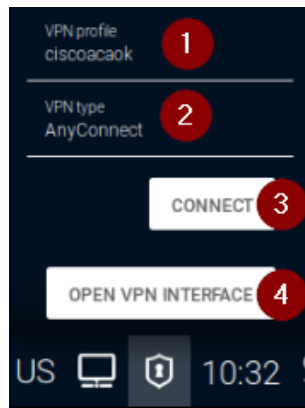 VPN profile
ciscoacaok
1
VPN type
AnyConnect
2
CONNECT
3
OPEN VPN INTERFACE
4
US
10:32